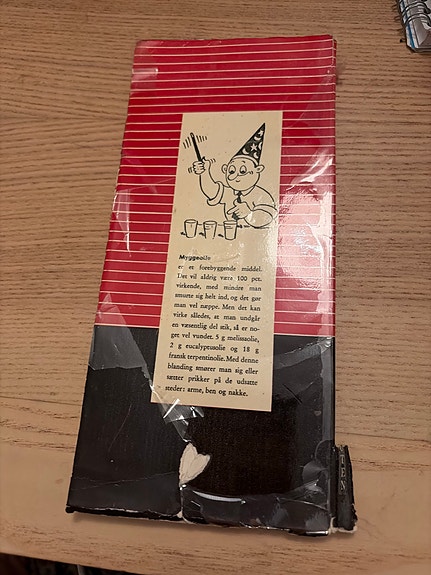 Myggeolie
er et forebyggende middel.
Det vil aldrig være 100 pct.
virkende, med mindre man
smurte sig helt ind, og det gør
man vel næppe. Men det kan
virke således, at man undgår
en væsentlig del stik, så er no-
get vel vundet. 5 g melissaolie,
2 g eucalyptusolie og 18 g
fransk terpentinolie. Med denne
blanding smører man sig eller
sætter prikker på de udsatte
steder: arme, ben og nakke.